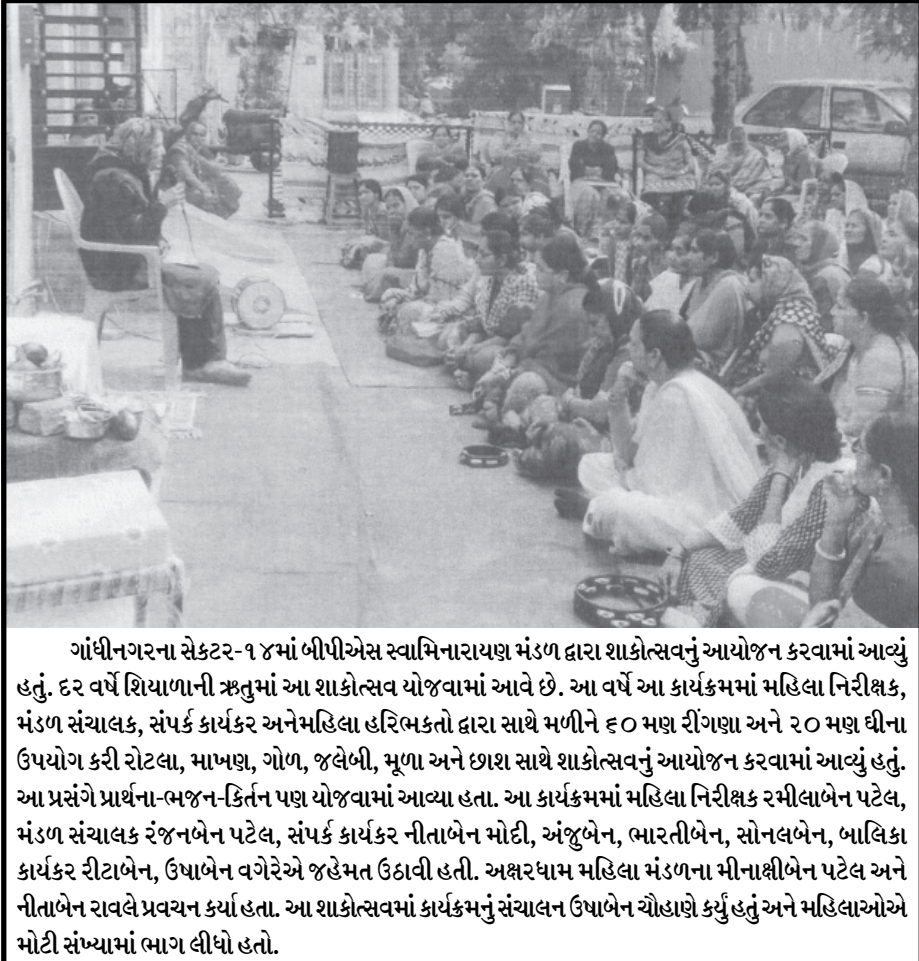 ગાંધીનગરના સેકટર-૧૪માં બીપીએસ સ્વામિનારાયણ મંડળ દ્વારા શાકોત્સવનું આયોજન કરવામાં આવ્યું
હતું. દર વર્ષે શિયાળાની ઋતુમાં આ શાકોત્સવ યોજવામાં આવે છે. આ વર્ષે આ કાર્યક્રમમાં મહિલા નિરીક્ષક,
મંડળ સંચાલક, સંપર્ક કાર્યકર અનેમહિલા હરિભકતો દ્વારા સાથે મળીને ૬૦ મણ રીંગણા અને ૨૦ મણ ઘીના
ઉપયોગ કરી રોટલા, માખણ, ગોળ, જલેબી, મૂળા અને છાશ સાથે શાકોત્સવનું આયોજન કરવામાં આવ્યું હતું.
આ પ્રસંગે પ્રાર્થના-ભજન-કિર્તન પણ યોજવામાં આવ્યા હતા. આ કાર્યક્રમમાં મહિલા નિરીક્ષક રમીલાબેન પટેલ,
મંડળ સંચાલક રંજનબેન પટેલ, સંપર્ક કાર્યકર નીતાબેન મોદી, અંજુબેન, ભારતીબેન, સોનલબેન, બાલિકા
કાર્યકર રીટાબેન, ઉષાબેન વગેરેએ જહેમત ઉઠાવી હતી. અક્ષરધામ મહિલા મંડળના મીનાક્ષીબેન પટેલ અને
નીતાબેન રાવલે પ્રવચન કર્યા હતા. આ શાકોત્સવમાં કાર્યક્રમનું સંચાલન ઉષાબેન ચૌહાણે કર્યું હતું અને મહિલાઓએ
મોટી સંખ્યામાં ભાગ લીધો હતો.